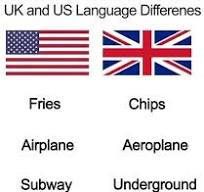 UK and US Language Differenes
Fries Chips
Airplane Aeroplane
Subway Underground